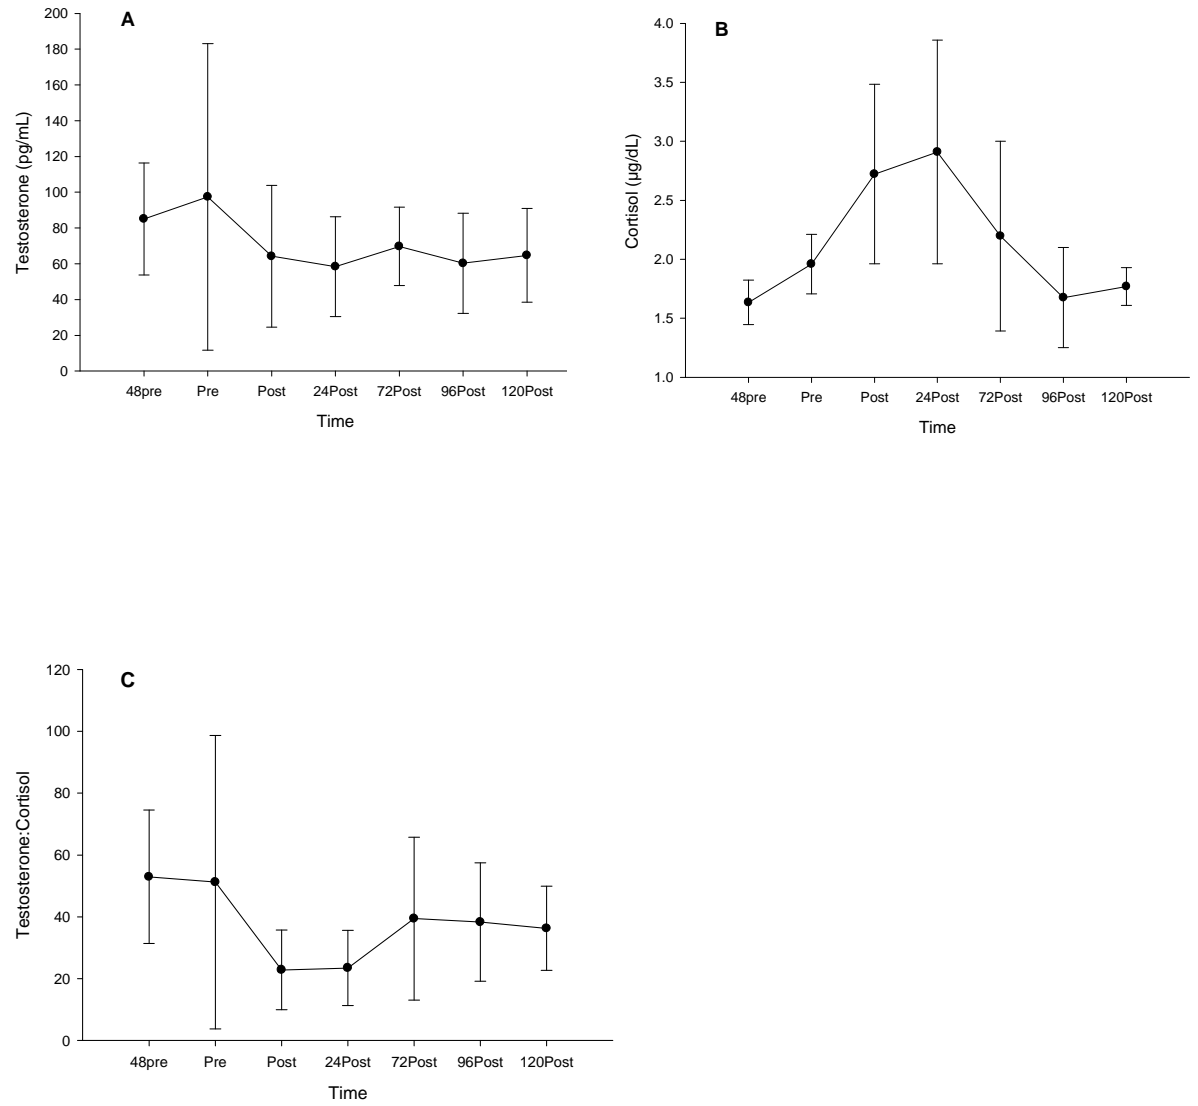 A
200
180
160
140
120
100
80
60
40
20
0
Testosterone (pg/mL)
48pre Pre Post 24Post 72Post 96Post 120Post
Time
B
4.0
3.5
3.0
2.5
2.0
1.5
1.0
Cortisol (µg/dL)
48pre Pre Post 24Post 72Post 96Post 120Post
Time
C
120
100
80
60
40
20
0
Testosterone:Cortisol
48pre Pre Post 24Post 72Post 96Post 120Post
Time